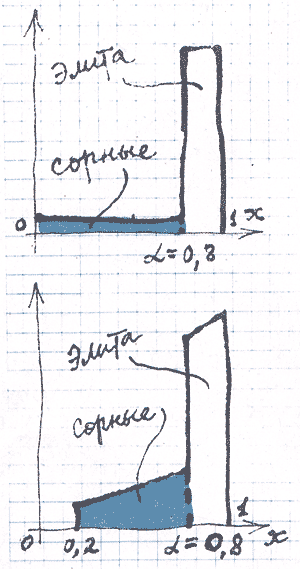 Элита
сорные
0
1 x
α = 0,8
Элита
сорные
1
0 0,2 α = 0,8 x